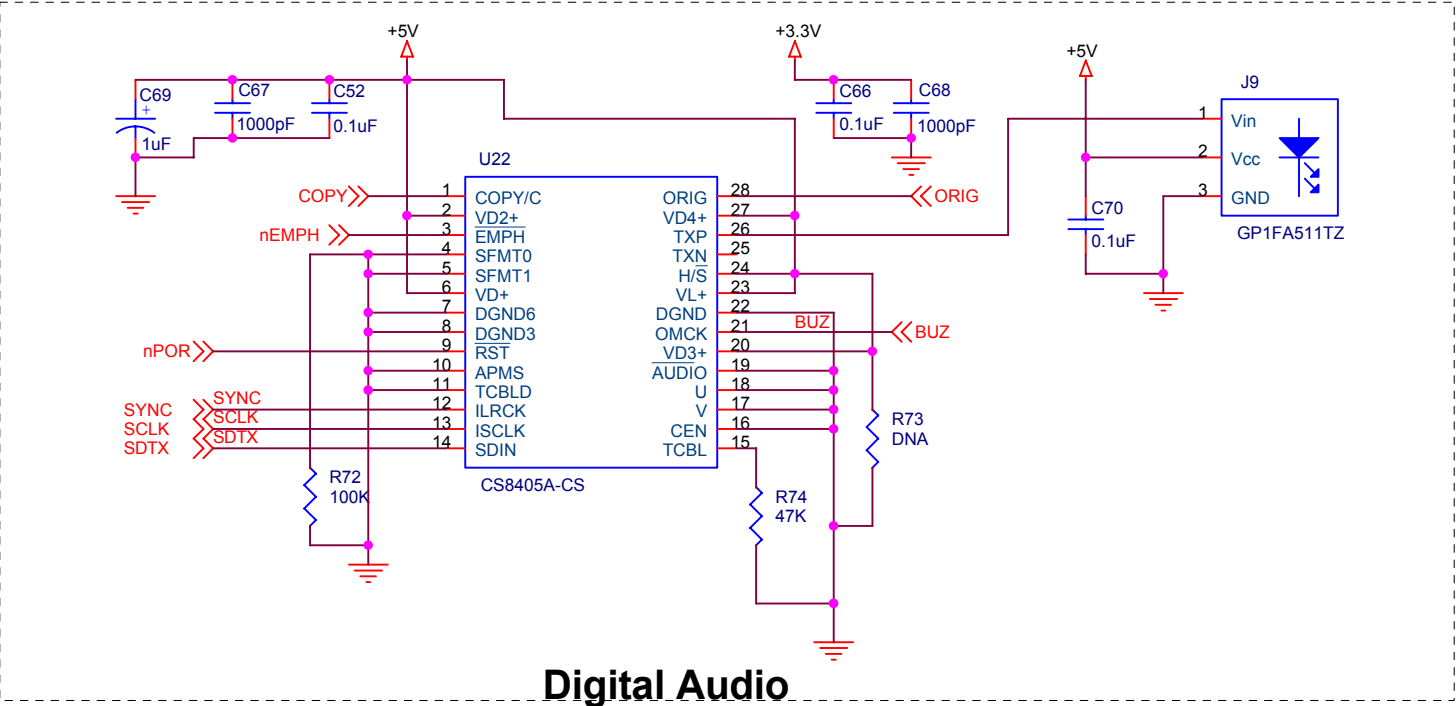 +5V
+3.3V
+5V
C69
+
1uF
C67
1000pF
C52
0.1uF
C66
0.1uF
C68
1000pF
J9
1 Vin
2 Vcc
3 GND
GP1FA511TZ
C70
0.1uF
U22
COPY 1 COPY/C
2 VD2+
nEMPH 3 EMPH
4 SFMT0
5 SFMT1
6 VD+
7 DGND6
8 DGND3
nPOR 9 RST
10 APMS
11 TCBLD
SYNC SYNC 12 ILRCK
SCLK SCLK 13 ISCLK
SDTX SDTX 14 SDIN
ORIG 28 ORIG
VD4+ 27
TXP 26
TXN 25
H/S 24
VL+ 23
DGND 22
OMCK 21 BUZ BUZ
VD3+ 20
AUDIO 19
U 18
V 17
CEN 16
TCBL 15
CS8405A-CS
R72
100K
R73
DNA
R74
47K
Digital Audio